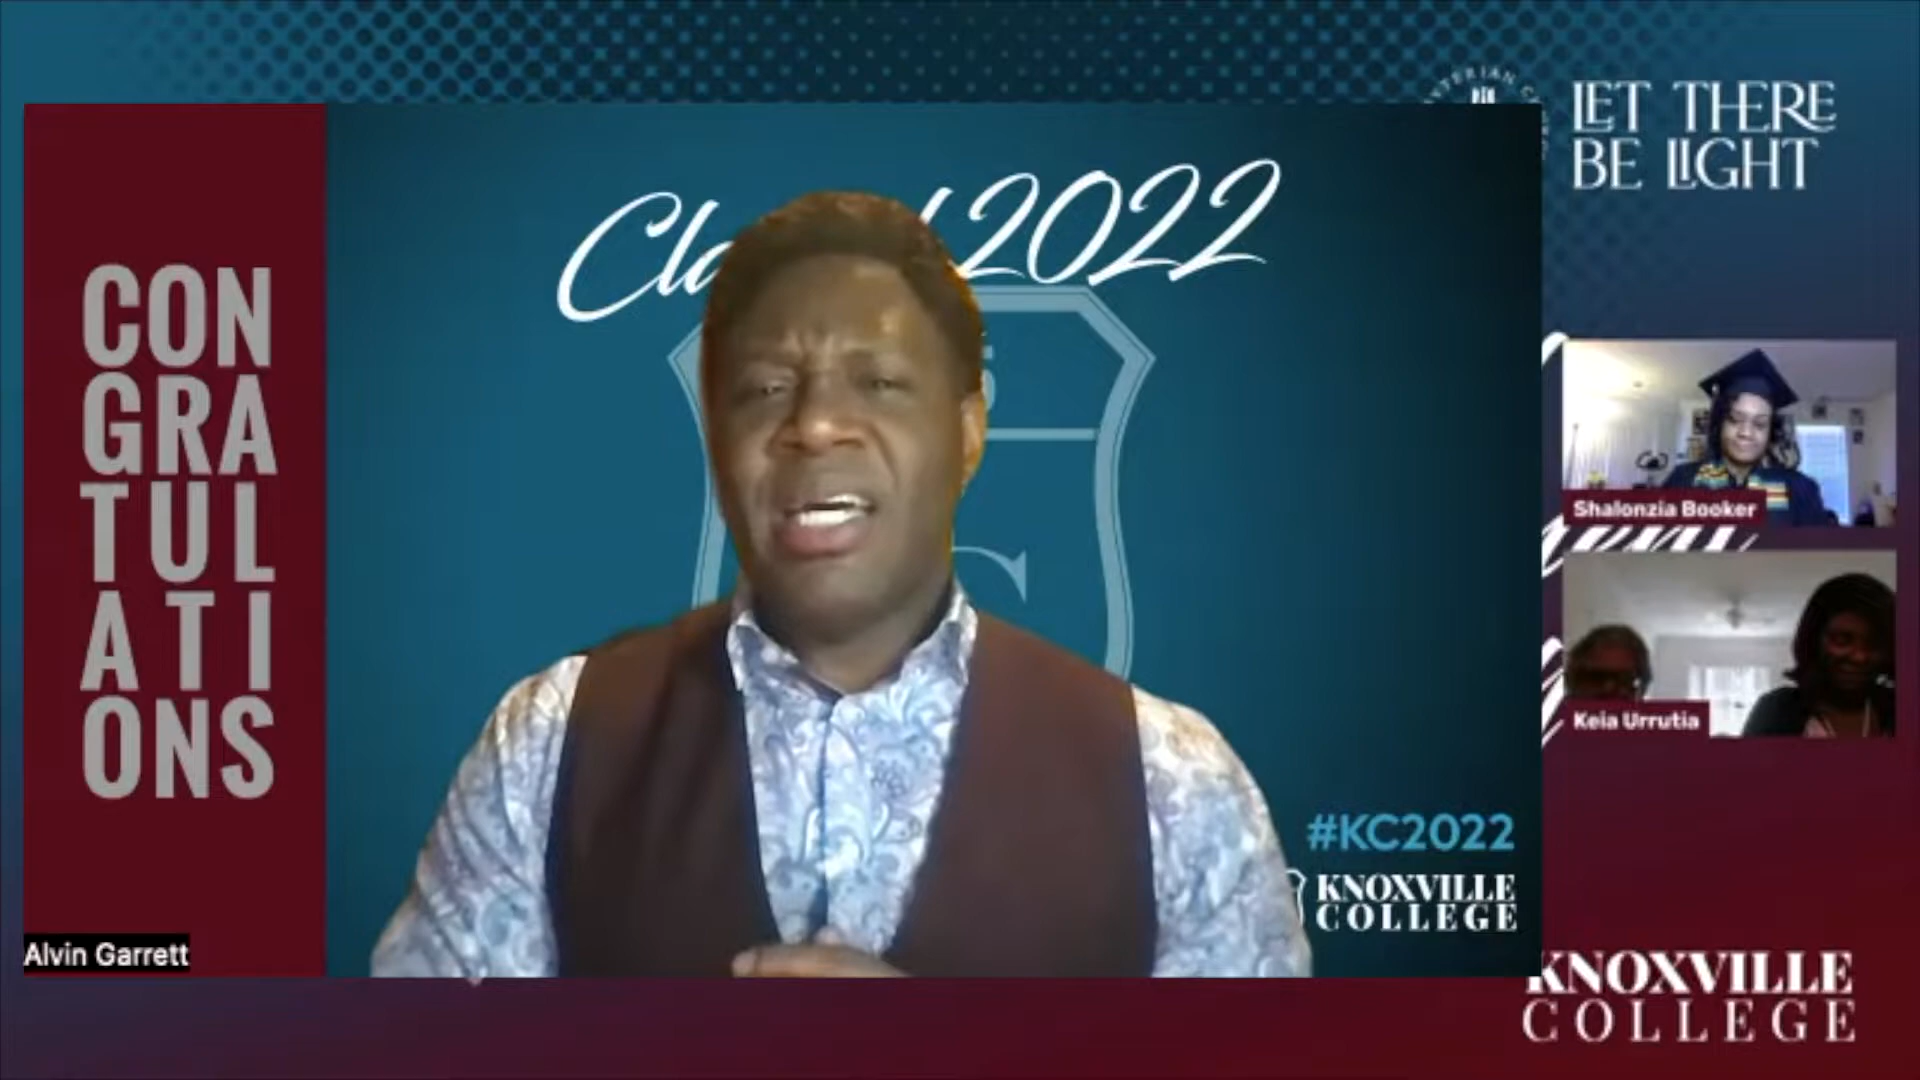 LET THERE
BE LIGHT
CON
GRA
TUL
ATI
ONS
2022
Shalonzia Booker
Keia Urrutia
#KC2022
KNOXVILLE
COLLEGE
Alvin Garrett
KNOXVILLE
COLLEGE